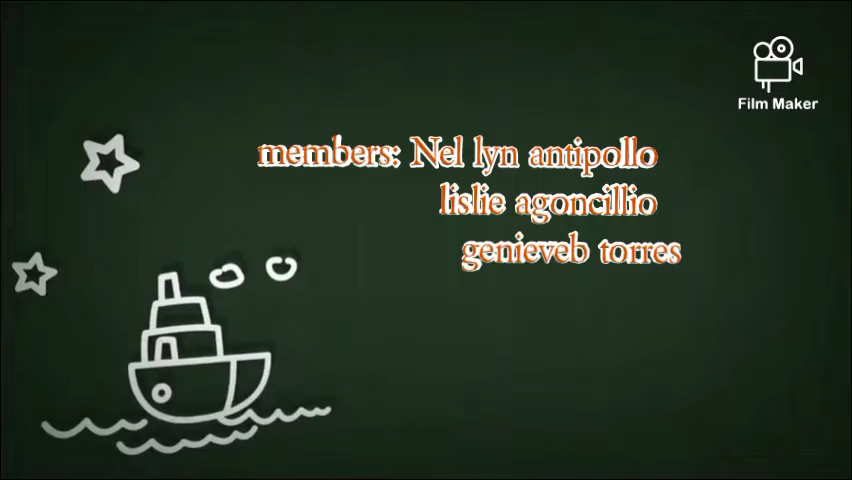 Film Maker
members: Nel lyn antipollo
lislie agoncillio
genieveb torres